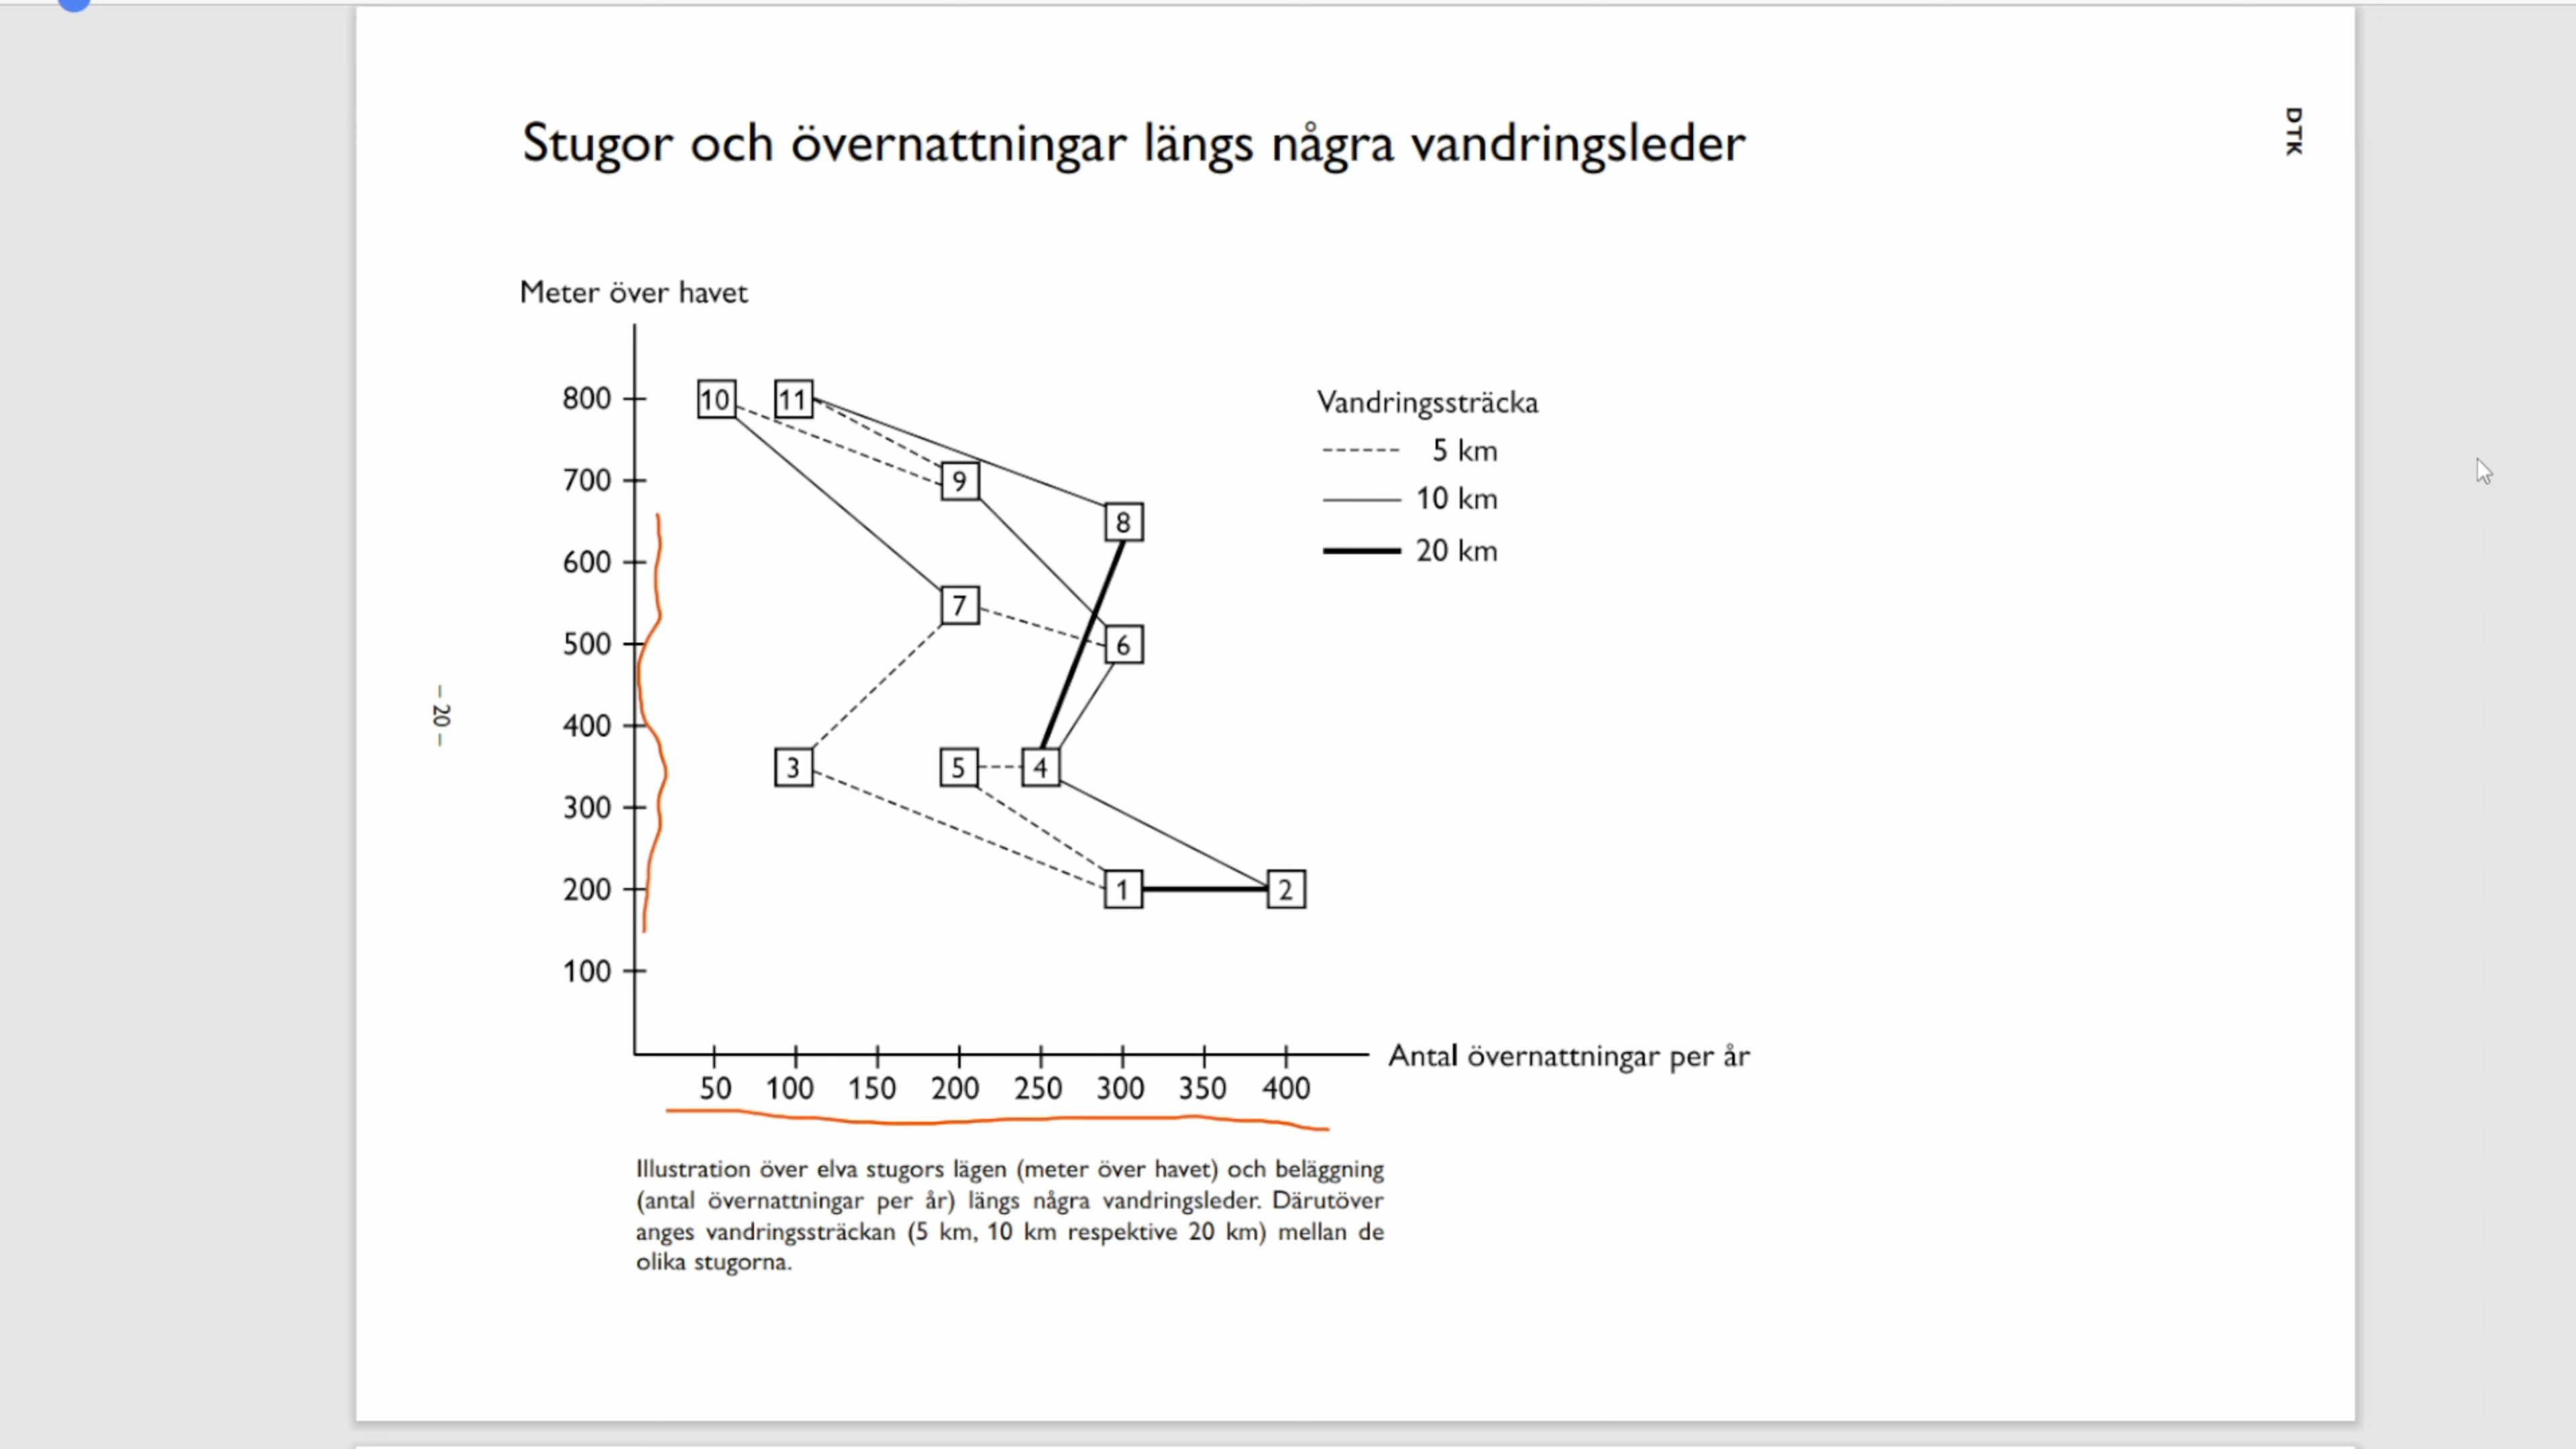 DTK
Stugor och övernattningar längs några vandringsleder
Meter över havet
800
700
600
500
400
300
200
100
10
11
9
8
7
6
3
5
4
1
2
Vandringssträcka
5 km
10 km
20 km
– 20 –
50 100 150 200 250 300 350 400
Antal övernattningar per år
Illustration över elva stugors lägen (meter över havet) och beläggning
(antal övernattningar per år) längs några vandringsleder. Därutöver
anges vandringssträckan (5 km, 10 km respektive 20 km) mellan de
olika stugorna.